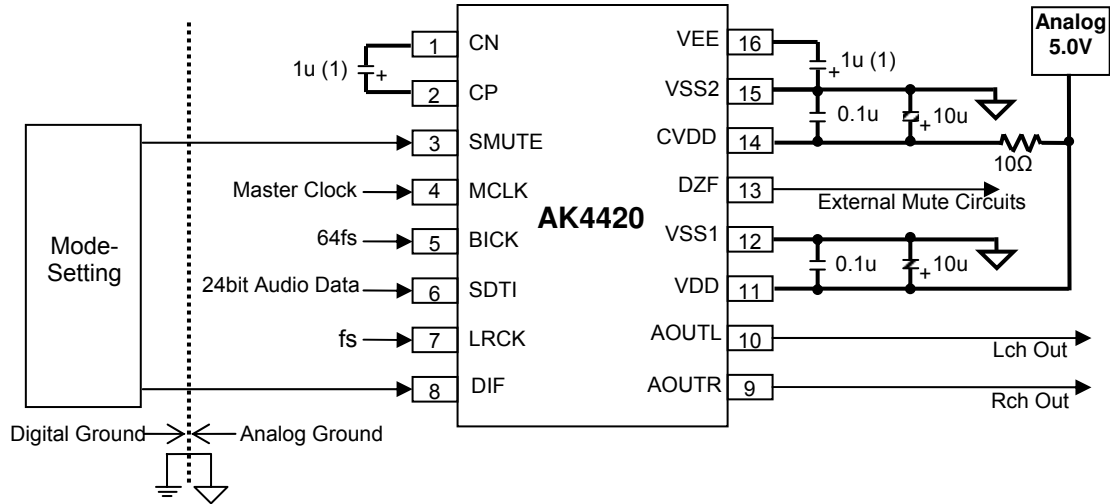 Analog
5.0V
1 CN
VEE 16
1u (1) +
+ 1u (1)
2 CP
VSS2 15
0.1u
+ 10u
3 SMUTE
CVDD 14
10Ω
Master Clock
4 MCLK
DZF 13
External Mute Circuits
AK4420
Mode-
Setting
64fs
5 BICK
VSS1 12
0.1u
+ 10u
24bit Audio Data
6 SDTI
VDD 11
fs
7 LRCK
AOUTL 10
Lch Out
8 DIF
AOUTR 9
Rch Out
Digital Ground
Analog Ground